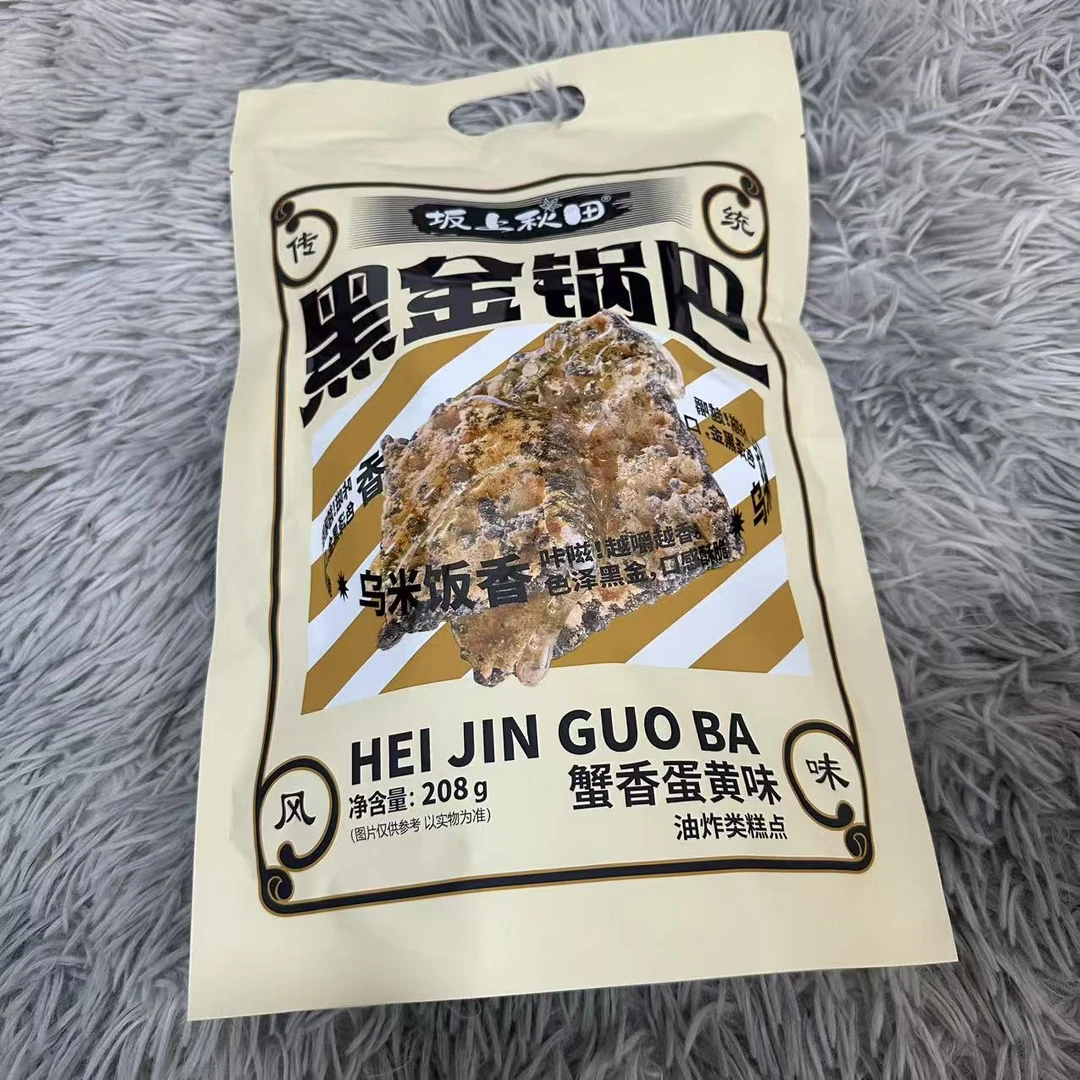 传
统
坂上秋田®
黑金锅巴
香
乌米饭香
咔嗞!越嚼越香,
色泽黑金,口感酥脆
HEI JIN GUO BA
净含量: 208 g
(图片仅供参考 以实物为准)
蟹香蛋黄味
油炸类糕点
风
味